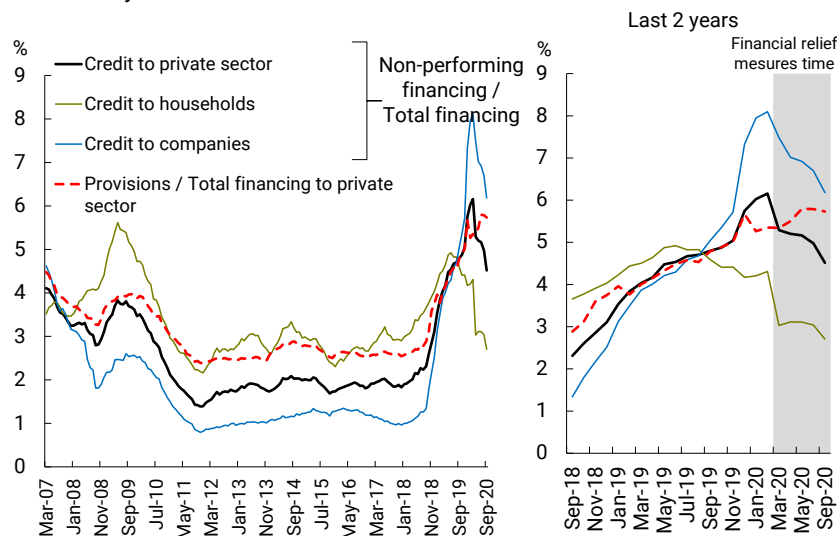 Last 2 years
%
9
8
7
6
5
4
3
2
1
0
Credit to private sector
Credit to households
Credit to companies
Provisions / Total financing to private
sector
Non-performing
financing /
Total financing
Mar-07
Jan-08
Nov-08
Sep-09
Jul-10
May-11
Mar-12
Jan-13
Nov-13
Sep-14
Jul-15
May-16
Mar-17
Jan-18
Nov-18
Sep-19
Sep-20
%
Financial relief
mesures time
9
8
7
6
5
4
3
2
1
0
Sep-18
Nov-18
Jan-19
Mar-19
May-19
Jul-19
Sep-19
Nov-19
Jan-20
Mar-20
May-20
Sep-20